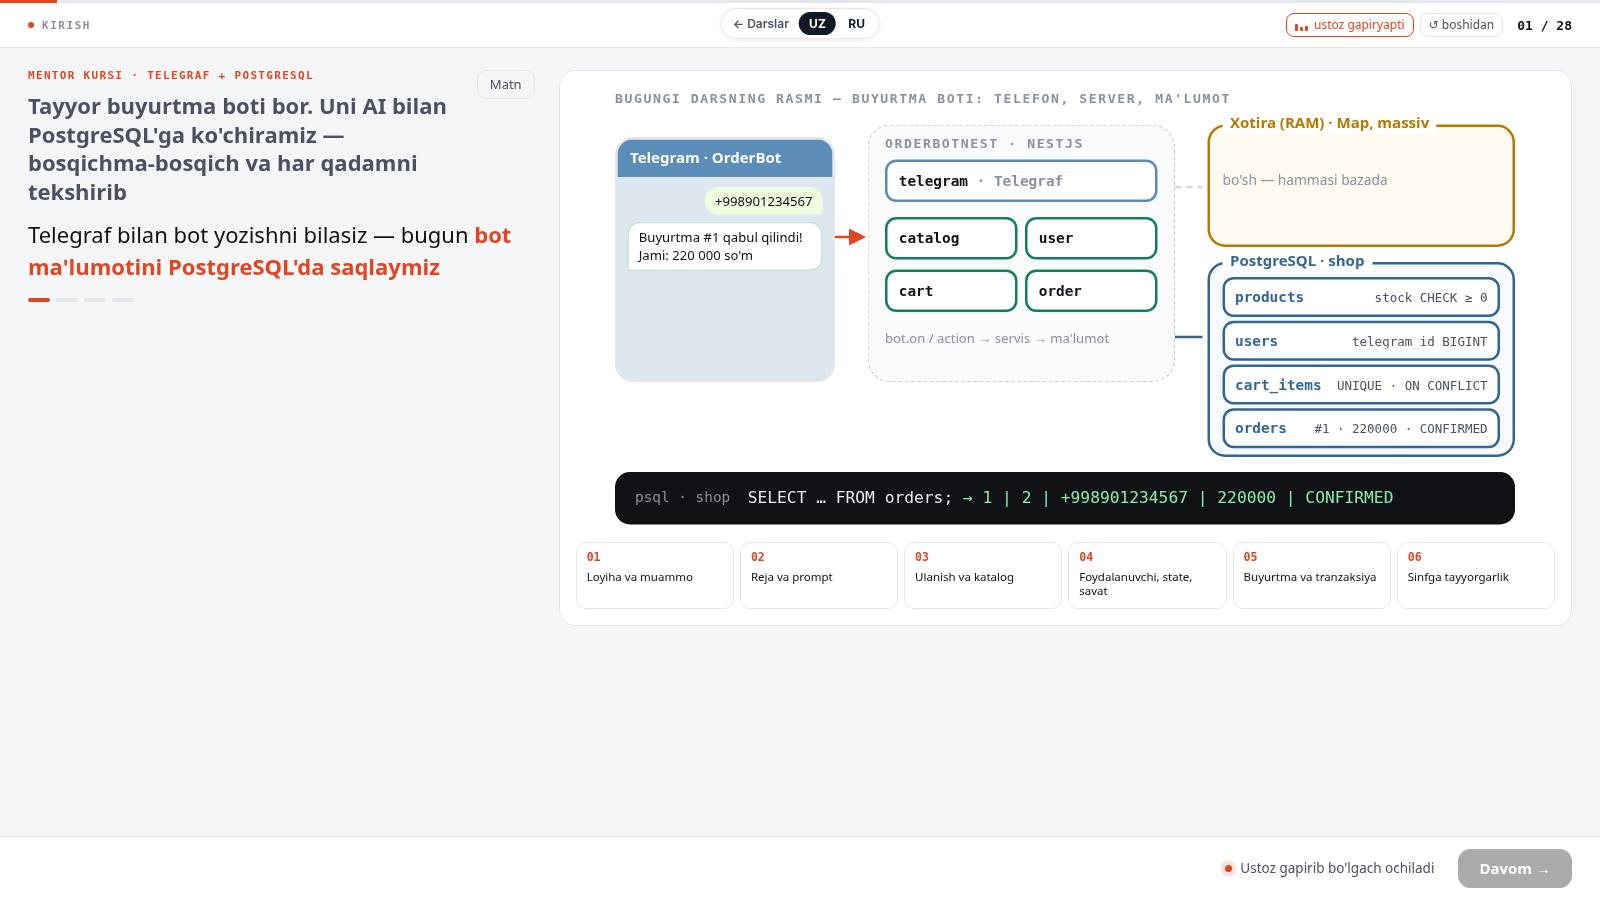 KIRISH
← Darslar UZ RU
ustoz gapiryapti
↺ boshidan
01 / 28
MENTOR KURSI · TELEGRAF + POSTGRESQL
Matn
Tayyor buyurtma boti bor. Uni AI bilan
PostgreSQL'ga ko'chiramiz —
bosqichma-bosqich va har qadamni
tekshirib
Telegraf bilan bot yozishni bilasiz — bugun bot
ma'lumotini PostgreSQL'da saqlaymiz
BUGUNGI DARSNING RASMI — BUYURTMA BOTI: TELEFON, SERVER, MA'LUMOT
Telegram · OrderBot
+998901234567
Buyurtma #1 qabul qilindi!
Jami: 220 000 so'm
ORDERBOTNEST · NESTJS
telegram · Telegraf
catalog
user
cart
order
bot.on / action → servis → ma'lumot
Xotira (RAM) · Map, massiv
bo'sh — hammasi bazada
PostgreSQL · shop
products stock CHECK ≥ 0
users telegram_id BIGINT
cart_items UNIQUE · ON CONFLICT
orders #1 · 220000 · CONFIRMED
psql · shop SELECT … FROM orders; → 1 | 2 | +998901234567 | 220000 | CONFIRMED
01
Loyiha va muammo
02
Reja va prompt
03
Ulanish va katalog
04
Foydalanuvchi, state,
savat
05
Buyurtma va tranzaksiya
06
Sinfga tayyorgarlik
Ustoz gapirib bo'lgach ochiladi
Davom →